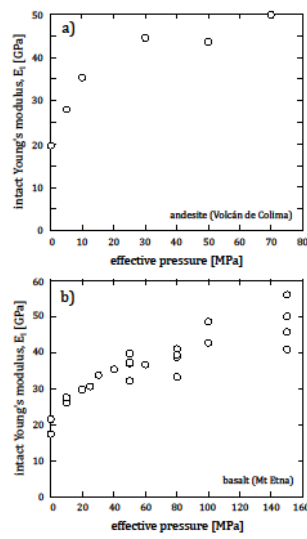 a)
intact Young's modulus, Ei [GPa]
50
40
30
20
10
0
andesite (Volcán de Colima)
0 10 20 30 40 50 60 70 80
effective pressure [MPa]
b)
intact Young's modulus, Ei [GPa]
60
50
40
30
20
10
0
basalt (Mt Etna)
0 20 40 60 80 100 120 140 160
effective pressure [MPa]